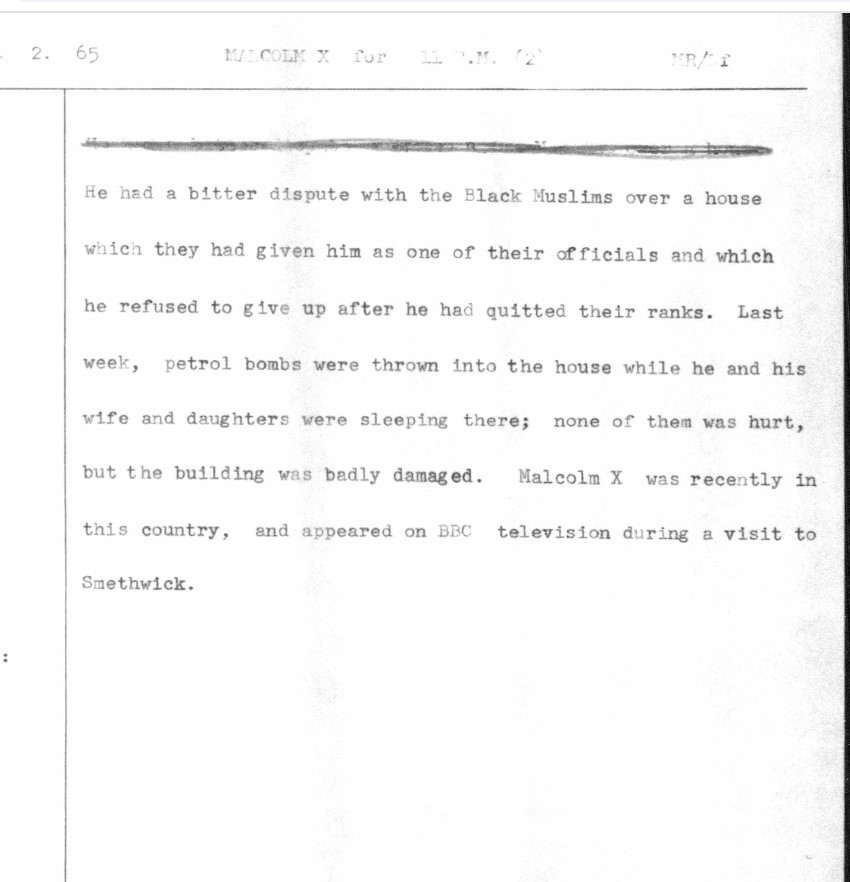 2. 65 MALCOLM X for 11 P.M. (2)
He had a bitter dispute with the Black Muslims over a house
which they had given him as one of their officials and which
he refused to give up after he had quitted their ranks. Last
week, petrol bombs were thrown into the house while he and his
wife and daughters were sleeping there; none of them was hurt,
but the building was badly damaged. Malcolm X was recently in
this country, and appeared on BBC television during a visit to
Smethwick.
: